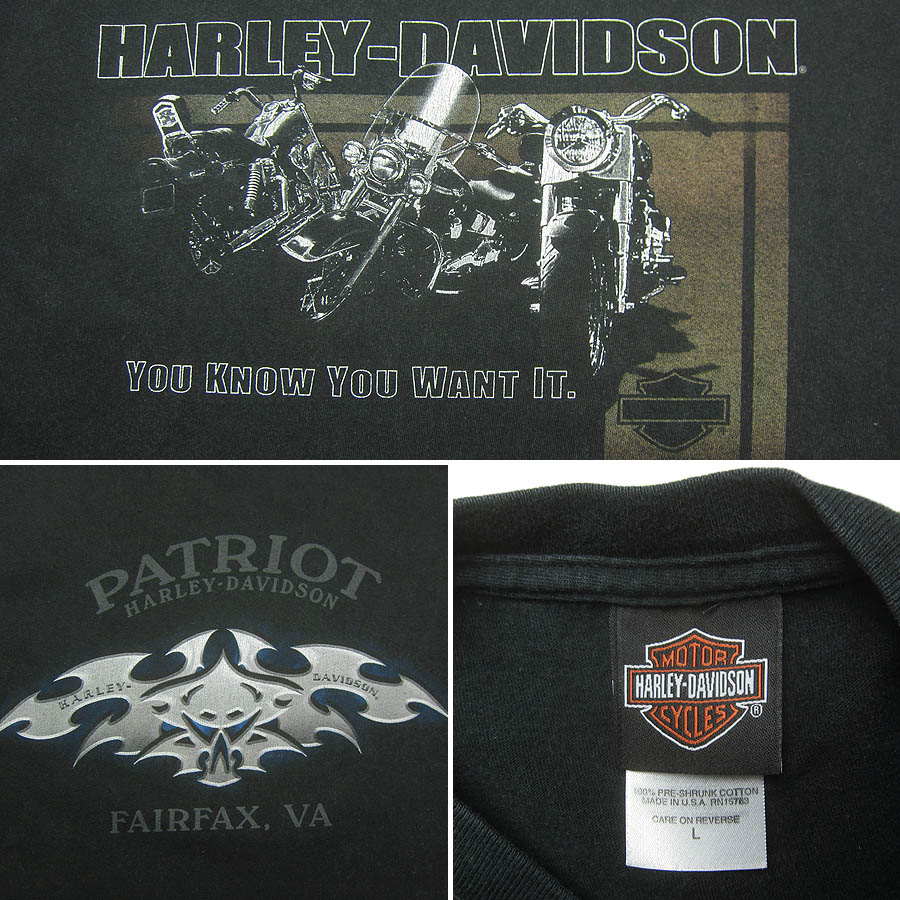 HARLEY-DAVIDSON®
YOU KNOW YOU WANT IT.
PATRIOT
HARLEY-DAVIDSON
HARLEY-DAVIDSON
FAIRFAX, VA
MOTOR
HARLEY-DAVIDSON
CYCLES ®
100% PRE-SHRUNK COTTON
MADE IN U.S.A. RN15763
CARE ON REVERSE
L